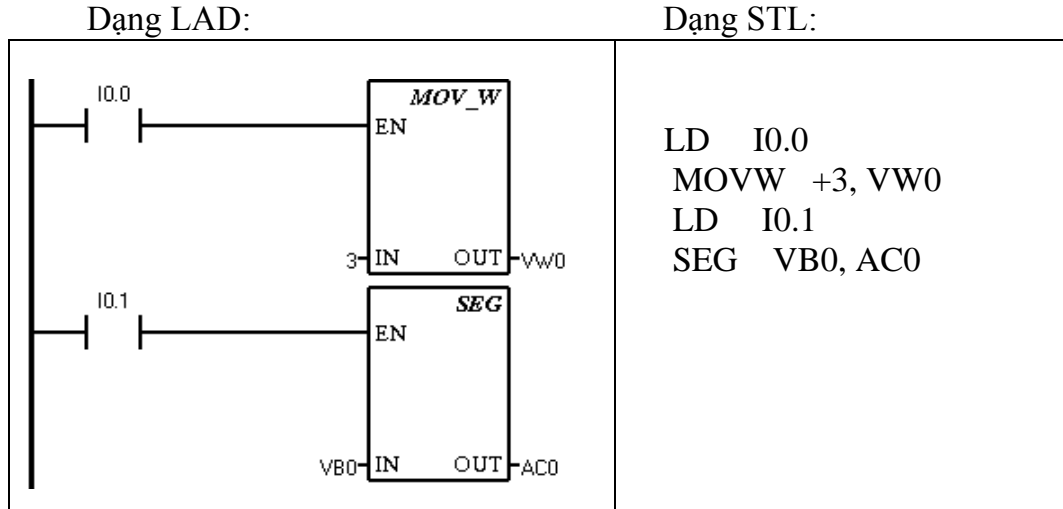 Dạng LAD:
Dạng STL:
I0.0
MOV_W
EN
3 IN OUT VW0
I0.1
SEG
EN
VB0 IN OUT AC0
LD I0.0
MOVW +3, VW0
LD I0.1
SEG VB0, AC0